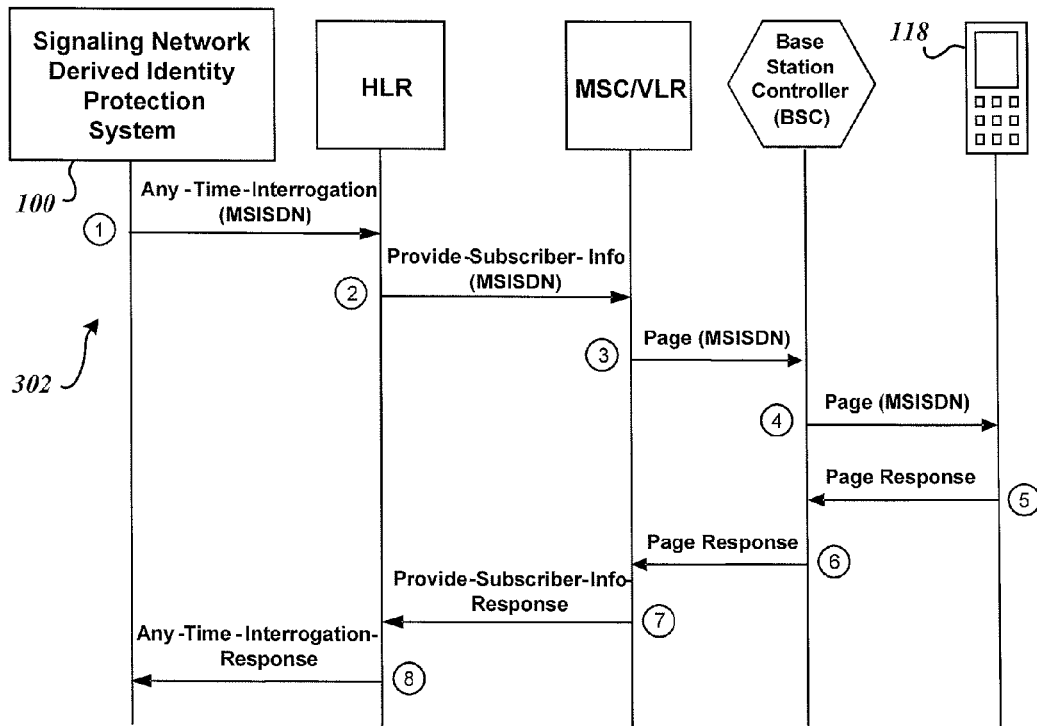 Signaling Network
Derived Identity
Protection
System
HLR
MSC/VLR
Base
Station
Controller
(BSC)
118
100
Any-Time-Interrogation
(MSISDN)
1
Provide-Subscriber-Info
(MSISDN)
2
302
3
Page (MSISDN)
4
Page (MSISDN)
Page Response
5
Page Response
6
Provide-Subscriber-Info-
Response
7
Any-Time-Interrogation-
Response
8